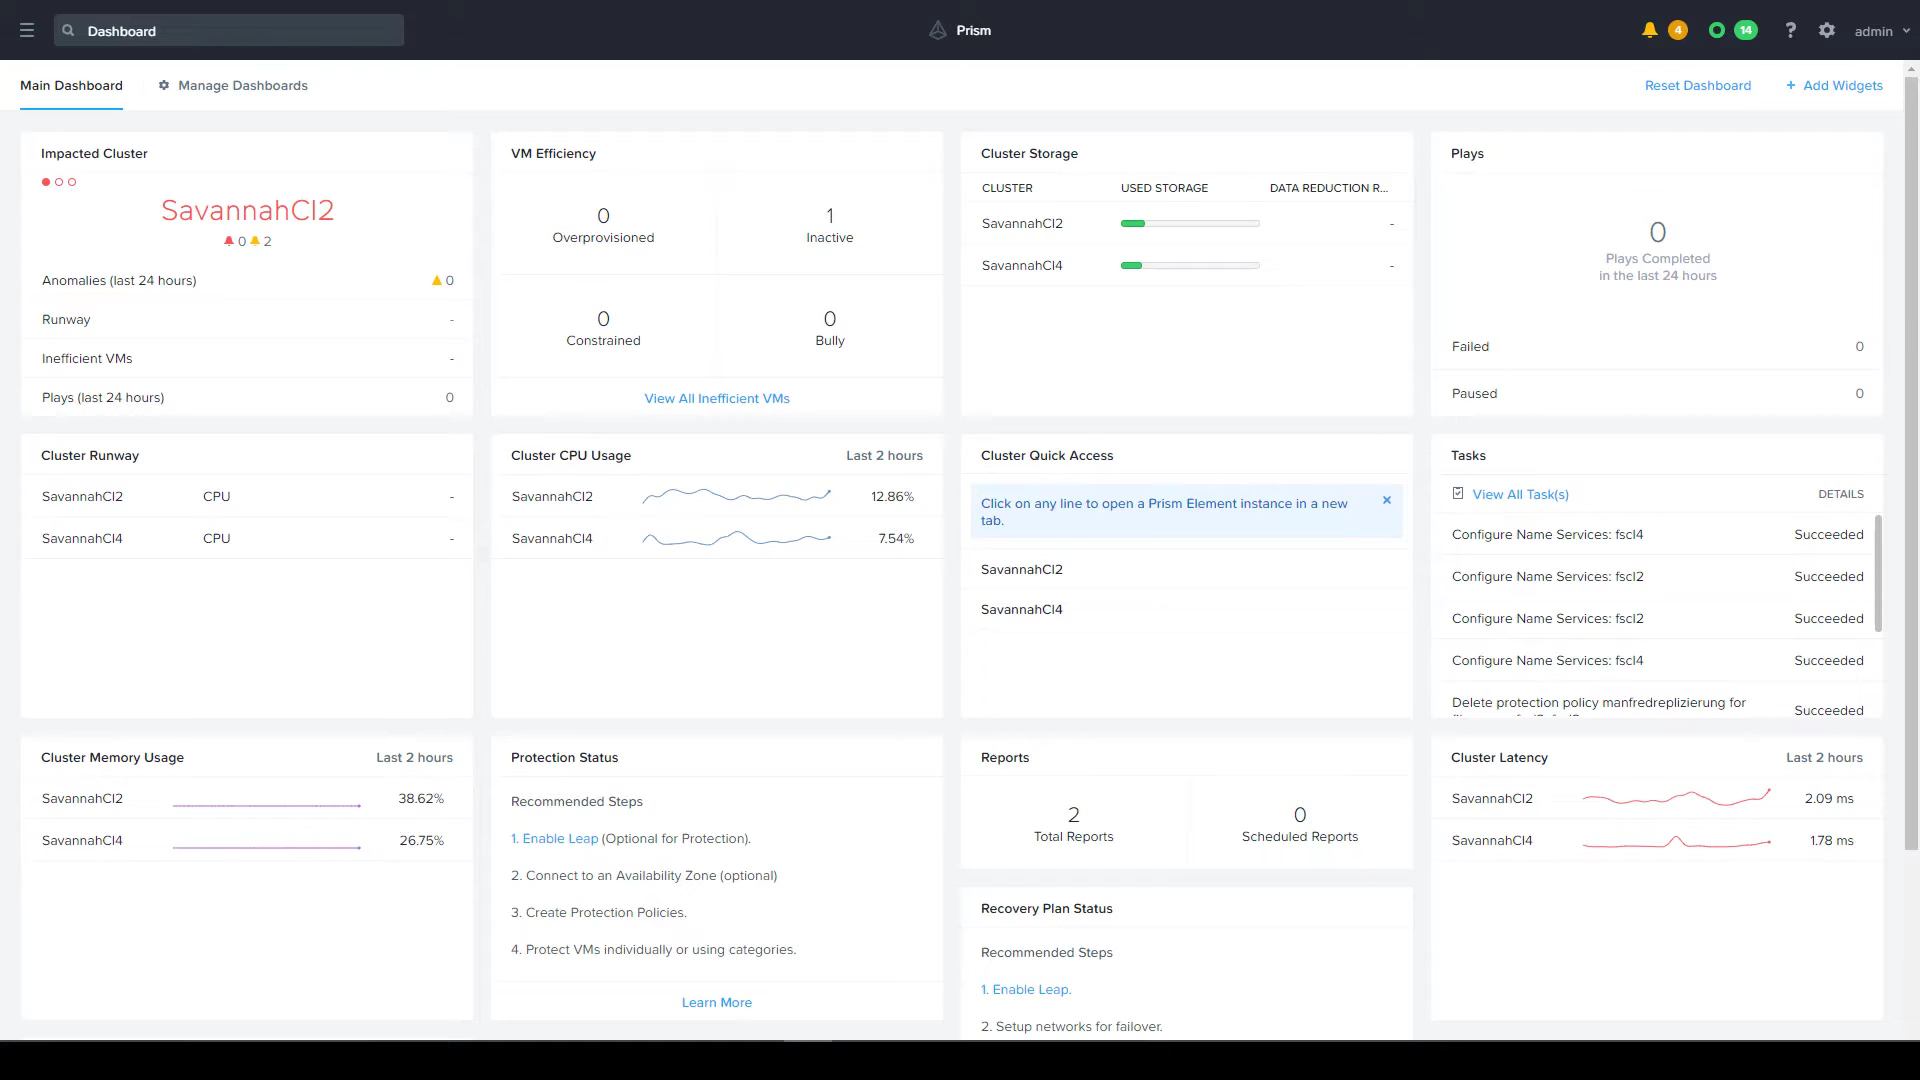 Dashboard
Prism
4
14
?
admin
Main Dashboard
Manage Dashboards
Reset Dashboard
+ Add Widgets
Impacted Cluster
SavannahCl2
0 2
Anomalies (last 24 hours) 0
Runway -
Inefficient VMs -
Plays (last 24 hours) 0
VM Efficiency
0 1
Overprovisioned Inactive
0 0
Constrained Bully
View All Inefficient VMs
Cluster Storage
CLUSTER USED STORAGE DATA REDUCTION R...
SavannahCl2 -
SavannahCl4 -
Plays
0
Plays Completed
in the last 24 hours
Failed 0
Paused 0
Cluster Runway
SavannahCl2 CPU -
SavannahCl4 CPU -
Cluster CPU Usage Last 2 hours
SavannahCl2 12.86%
SavannahCl4 7.54%
Cluster Quick Access
Click on any line to open a Prism Element instance in a new
tab.
SavannahCl2
SavannahCl4
Tasks
View All Task(s) DETAILS
Configure Name Services: fscl4 Succeeded
Configure Name Services: fscl2 Succeeded
Configure Name Services: fscl2 Succeeded
Configure Name Services: fscl4 Succeeded
Delete protection policy manfredreplizierung for
Succeeded
Cluster Memory Usage Last 2 hours
SavannahCl2 38.62%
SavannahCl4 26.75%
Protection Status
Recommended Steps
1. Enable Leap (Optional for Protection).
2. Connect to an Availability Zone (optional)
3. Create Protection Policies.
4. Protect VMs individually or using categories.
Learn More
Reports
2 0
Total Reports Scheduled Reports
Recovery Plan Status
Recommended Steps
1. Enable Leap.
2. Setup networks for failover.
Cluster Latency Last 2 hours
SavannahCl2 2.09 ms
SavannahCl4 1.78 ms